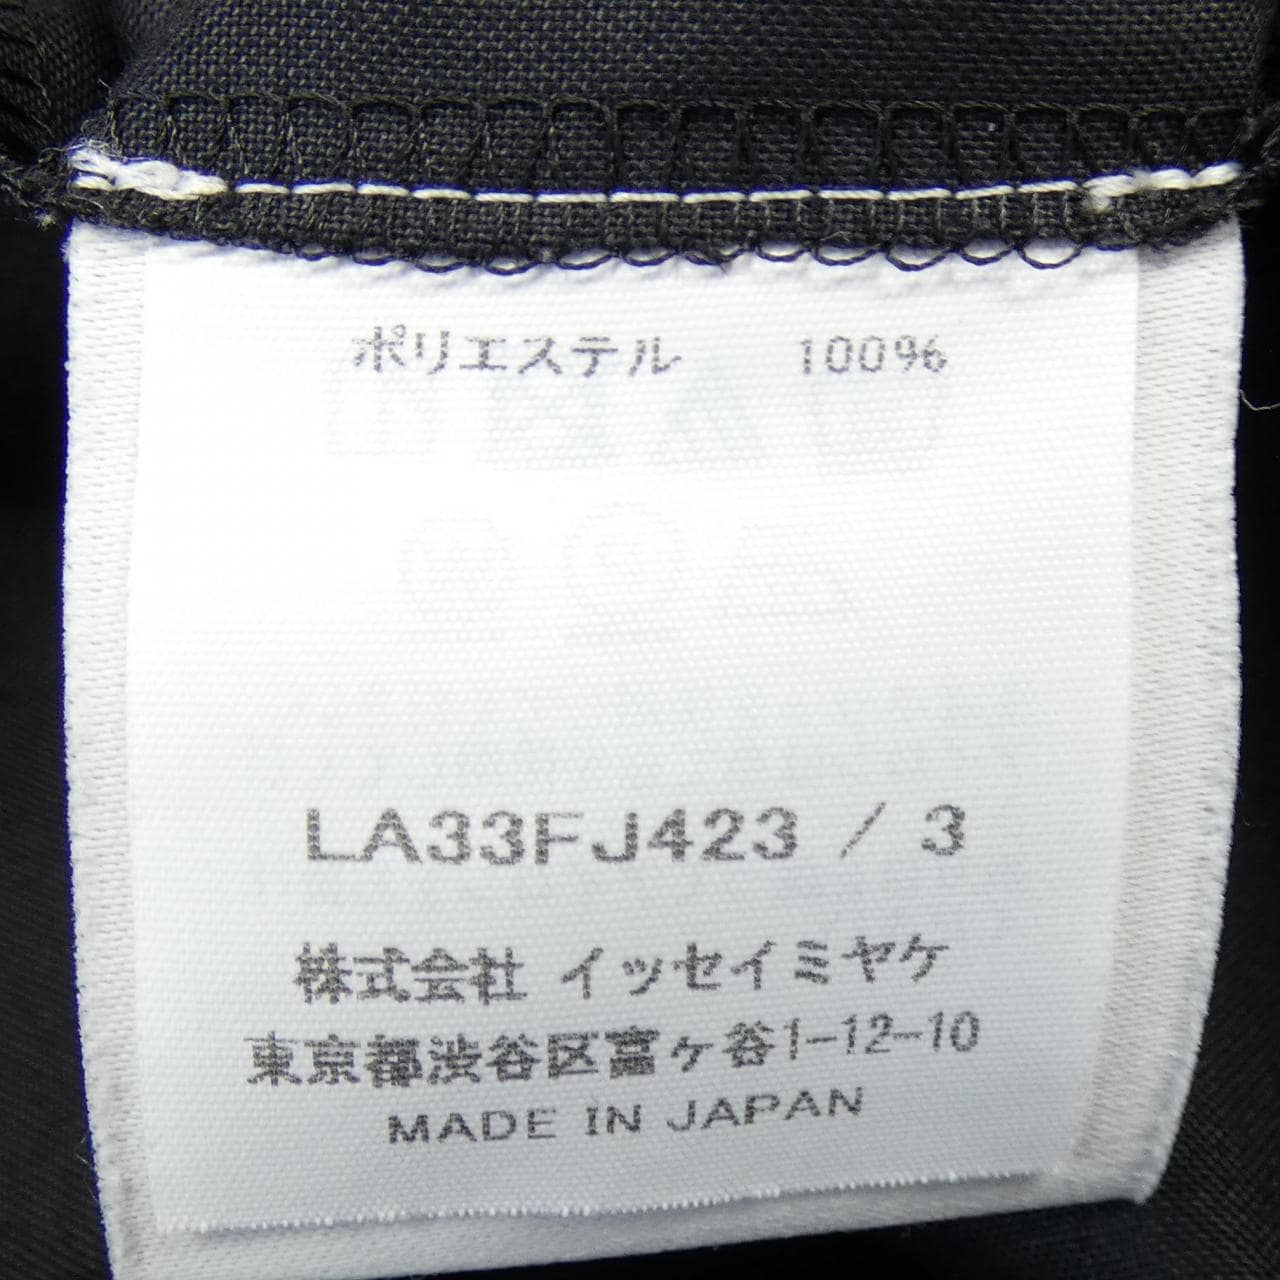 ポリエステル 100%
LA33FJ423 / 3
株式会社 イッセイミヤケ
東京都渋谷区富ヶ谷1-12-10
MADE IN JAPAN